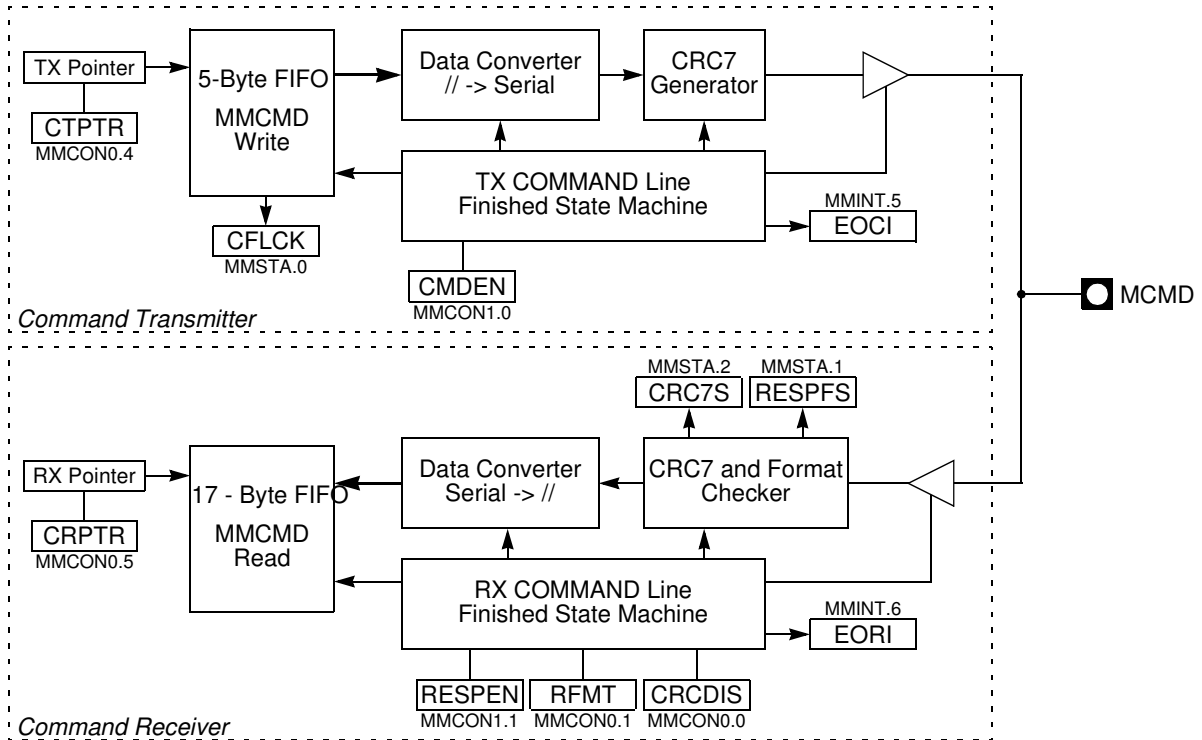 TX Pointer
CTPTR
MMCON0.4
5-Byte FIFO
MMCMD
Write
CFLCK
MMSTA.0
Data Converter
// -> Serial
CRC7
Generator
TX COMMAND Line
Finished State Machine
MMINT.5
EOCI
CMDEN
MMCON1.0
Command Transmitter
MCMD
MMSTA.2
CRC7S
MMSTA.1
RESPFS
RX Pointer
CRPTR
MMCON0.5
17 - Byte FIFO
MMCMD
Read
Data Converter
Serial -> //
CRC7 and Format
Checker
RX COMMAND Line
Finished State Machine
MMINT.6
EORI
RESPEN
MMCON1.1
RFMT
MMCON0.1
CRCDIS
MMCON0.0
Command Receiver